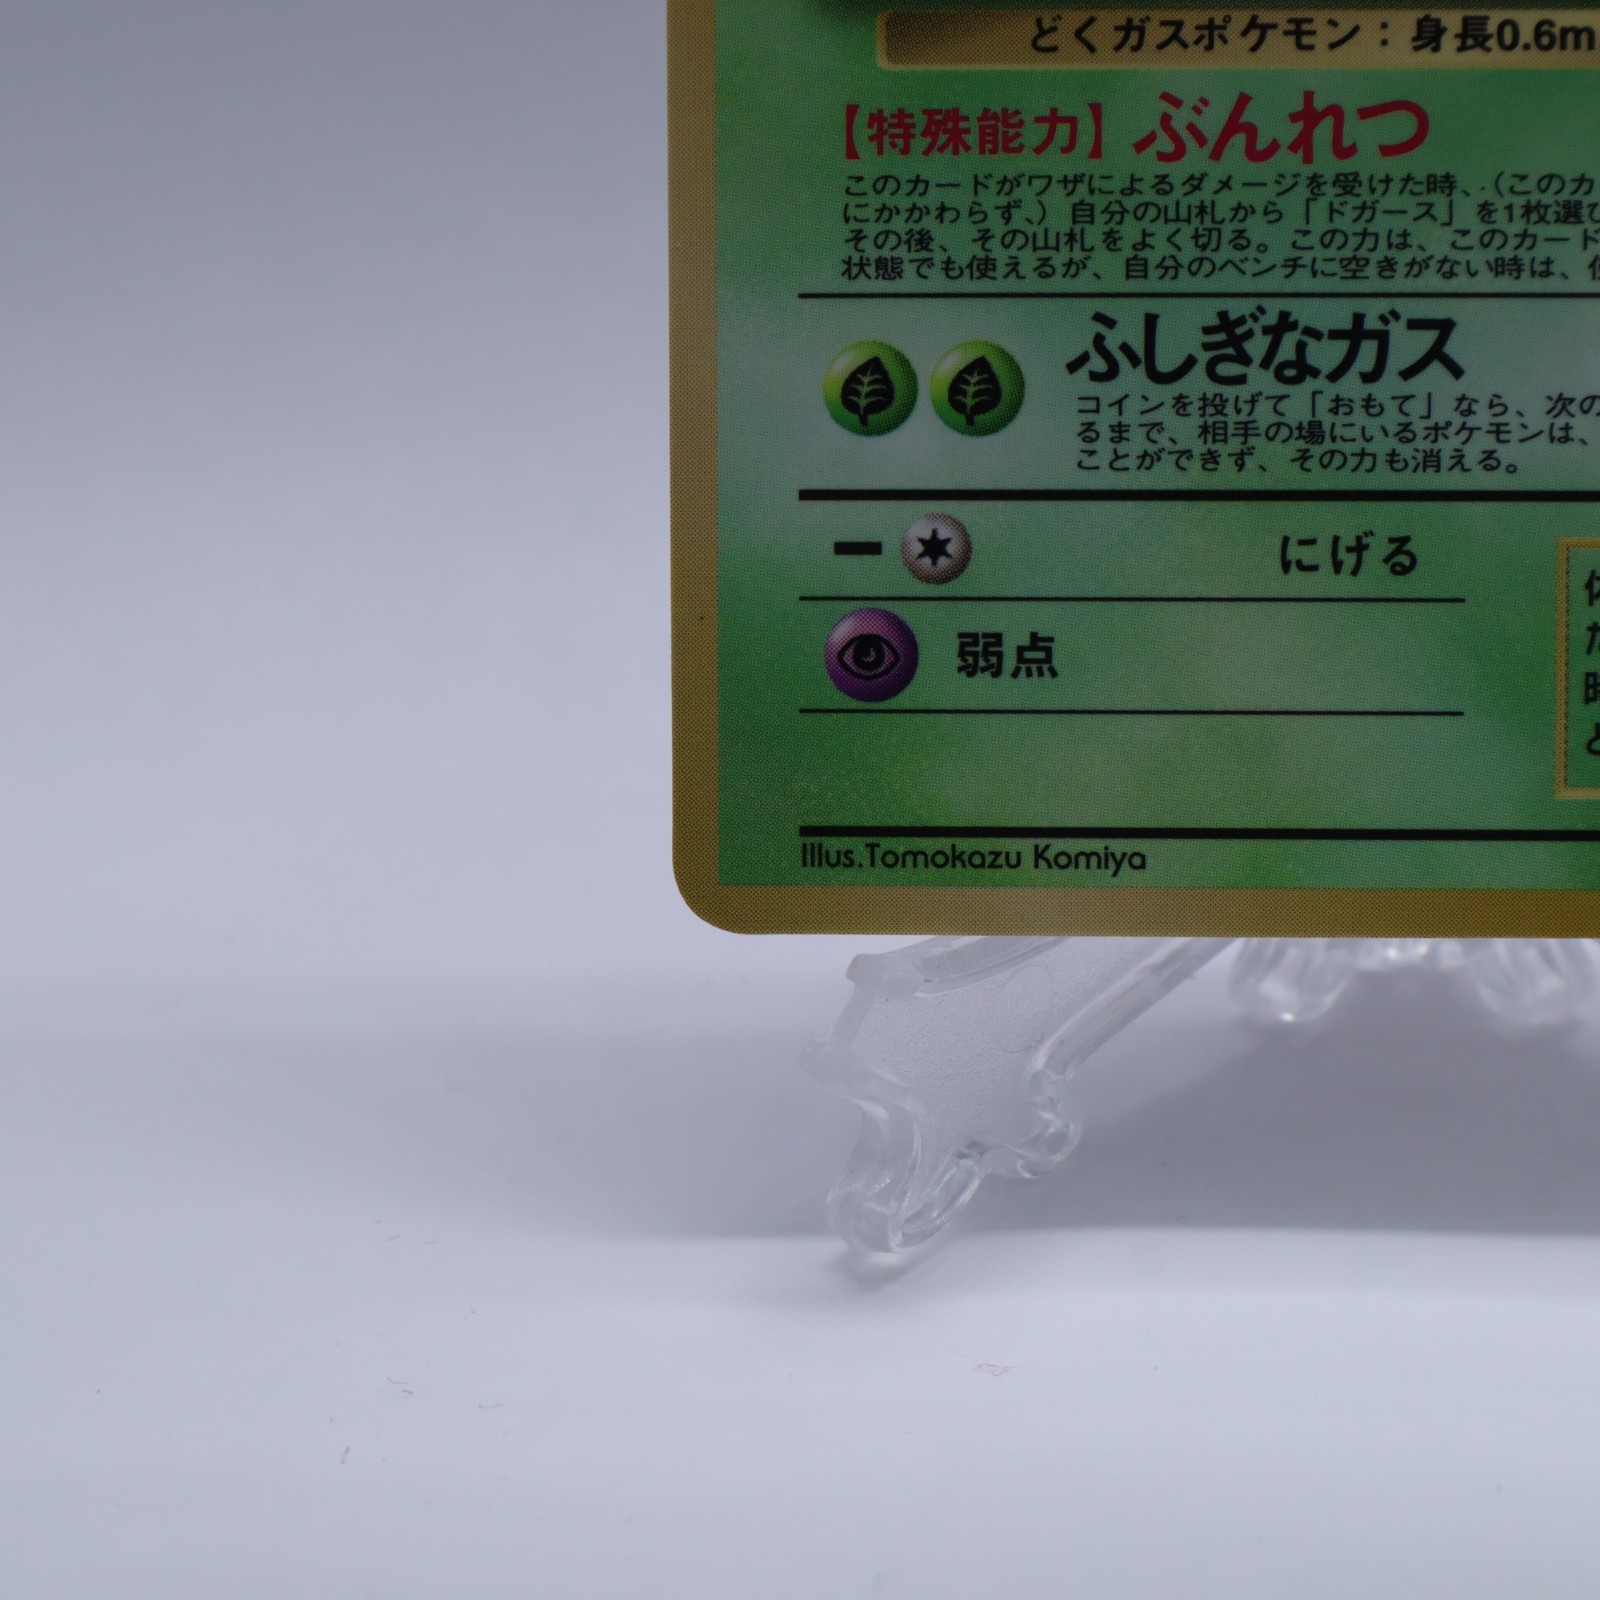 どくガスポケモン：身長0.6m
【特殊能力】ぶんれつ
このカードがワザによるダメージを受けた時、（このカ
にかかわらず、）自分の山札から「ドガース」を1枚選び
その後、その山札をよく切る。この力は、このカード
状態でも使えるが、自分のベンチに空きがない時は、使
ふしぎなガス
コインを投げて「おもて」なら、次の
るまで、相手の場にいるポケモンは、
ことができず、その力も消える。
ー にげる
弱点
Illus.Tomokazu Komiya